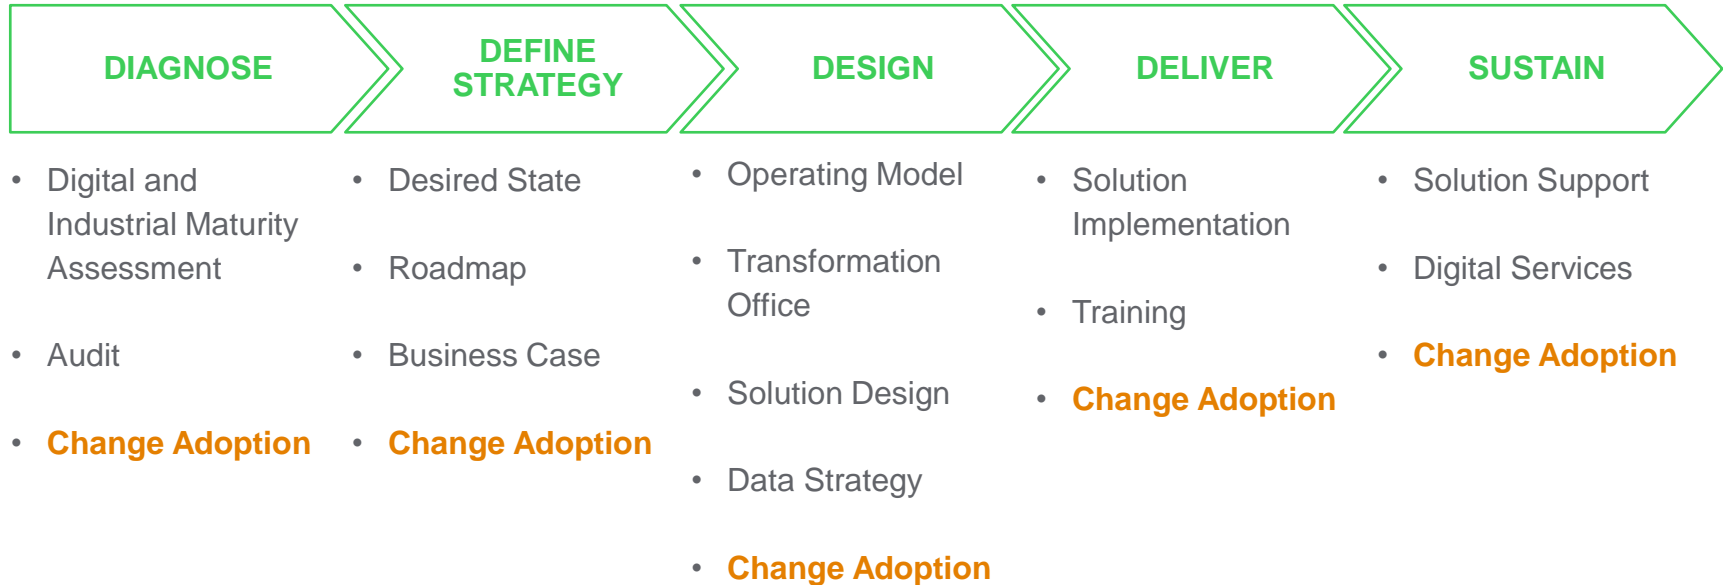 DIAGNOSE
DEFINE
STRATEGY
DESIGN
DELIVER
SUSTAIN
• Digital and
Industrial Maturity
Assessment
• Audit
• Change Adoption
• Desired State
• Roadmap
• Business Case
• Change Adoption
• Operating Model
• Transformation
Office
• Solution Design
• Data Strategy
• Change Adoption
• Solution
Implementation
• Training
• Change Adoption
• Solution Support
• Digital Services
• Change Adoption